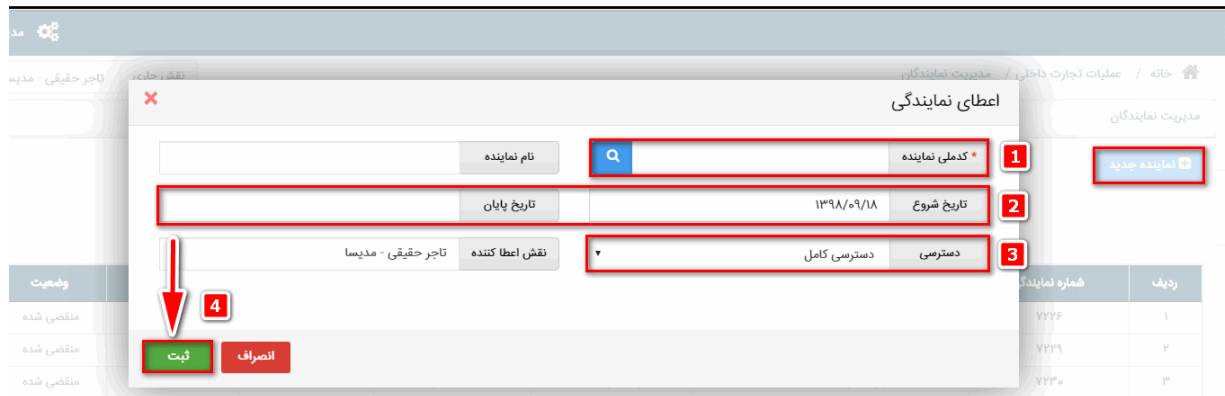 خانه / عملیات تجارت داخلی / مدیریت نمایندگان
نقش جاری تاجر حقیقی - مدیسا
مدیریت نمایندگان
نماینده جدید
اعطای نمایندگی
1 * کدملی نماینده نام نماینده
2 تاریخ شروع ۱۳۹۸/۰۹/۱۸ تاریخ پایان
3 دسترسی دسترسی کامل نقش اعطا کننده تاجر حقیقی - مدیسا
4
انصراف ثبت
ردیف شماره وضعیت
۱ ۷۲۲۶ منقضی شده
۲ ۷۲۲۹ منقضی شده
۳ ۷۲۳۰ منقضی شده